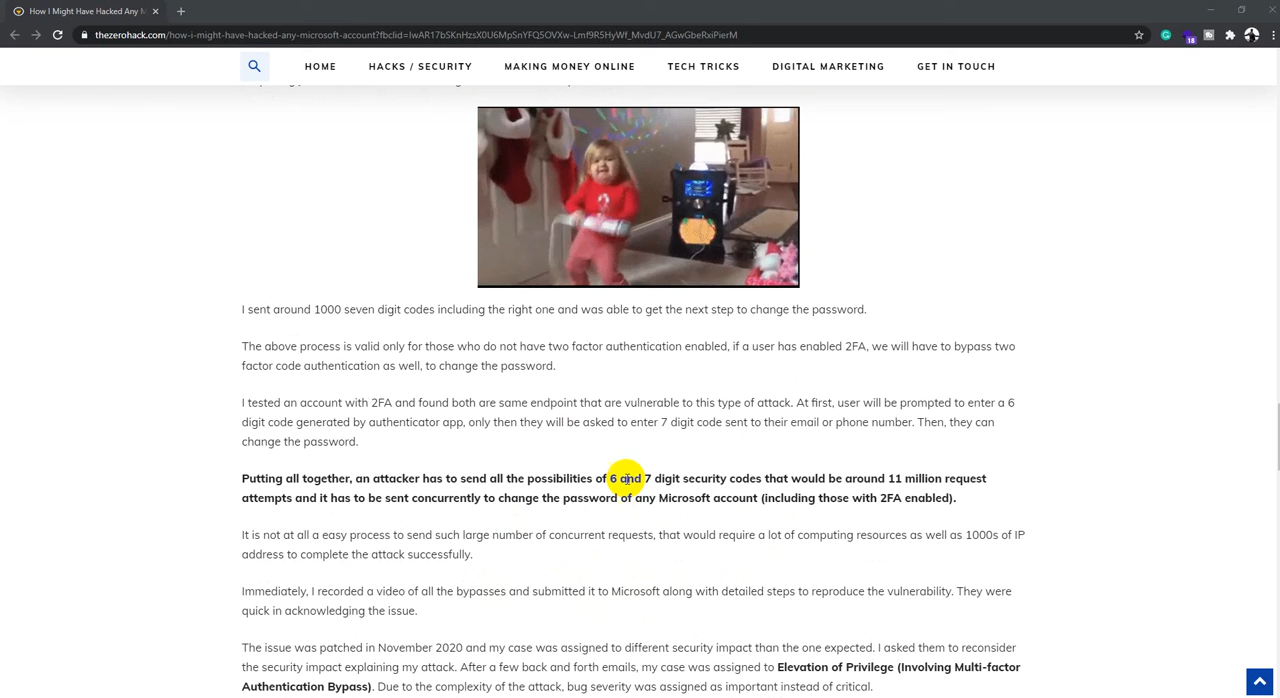 How I Might Have Hacked Any M
thezerohack.com/how-i-might-have-hacked-any-microsoft-account?fbclid=IwAR17bSKnHzsX0U6MpSnYFQ5OVXw-Lmf9R5HyWf_MvdU7_AGwGbeRxiPierM
18
HOME HACKS / SECURITY MAKING MONEY ONLINE TECH TRICKS DIGITAL MARKETING GET IN TOUCH
I sent around 1000 seven digit codes including the right one and was able to get the next step to change the password.
The above process is valid only for those who do not have two factor authentication enabled, if a user has enabled 2FA, we will have to bypass two
factor code authentication as well, to change the password.
I tested an account with 2FA and found both are same endpoint that are vulnerable to this type of attack. At first, user will be prompted to enter a 6
digit code generated by authenticator app, only then they will be asked to enter 7 digit code sent to their email or phone number. Then, they can
change the password.
Putting all together, an attacker has to send all the possibilities of 6 and 7 digit security codes that would be around 11 million request
attempts and it has to be sent concurrently to change the password of any Microsoft account (including those with 2FA enabled).
It is not at all a easy process to send such large number of concurrent requests, that would require a lot of computing resources as well as 1000s of IP
address to complete the attack successfully.
Immediately, I recorded a video of all the bypasses and submitted it to Microsoft along with detailed steps to reproduce the vulnerability. They were
quick in acknowledging the issue.
The issue was patched in November 2020 and my case was assigned to different security impact than the one expected. I asked them to reconsider
the security impact explaining my attack. After a few back and forth emails, my case was assigned to Elevation of Privilege (Involving Multi-factor
Authentication Bypass). Due to the complexity of the attack, bug severity was assigned as important instead of critical.